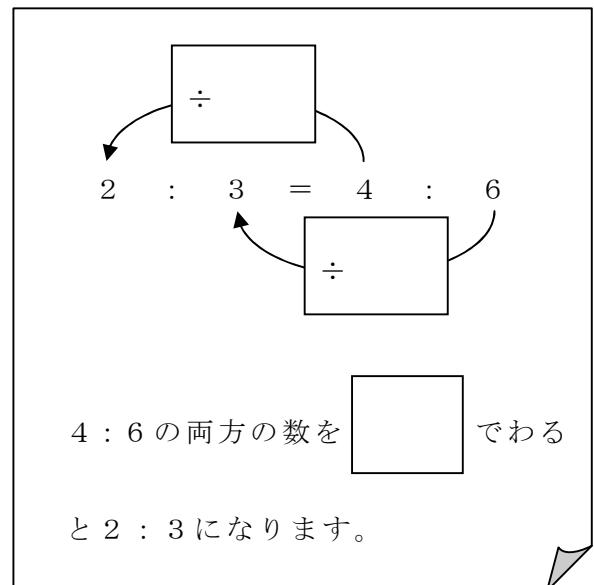 ÷
２ ： ３ ＝ ４ ： ６
÷
４：６の両方の数を でわる
と２：３になります。